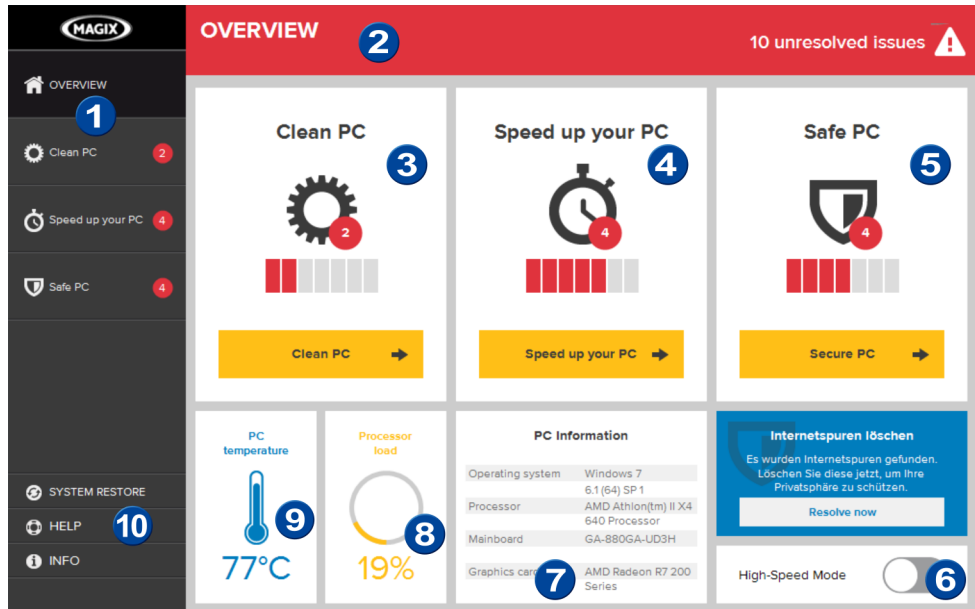 MAGIX
OVERVIEW
2
10 unresolved issues
OVERVIEW
1
Clean PC 2
Speed up your PC 4
Safe PC 4
SYSTEM RESTORE
HELP
10
INFO
Clean PC
3
2
Clean PC
Speed up your PC
4
4
Speed up your PC
Safe PC
5
4
Secure PC
PC
temperature
9
77°C
Processor
load
8
19%
PC Information
Operating system Windows 7
6.1 (64) SP 1
Processor AMD Athlon(tm) II X4
640 Processor
Mainboard GA-880GA-UD3H
Graphics car 7 AMD Radeon R7 200
Series
Internetspuren löschen
Es wurden Internetspuren gefunden.
Löschen Sie diese jetzt, um Ihre
Privatsphäre zu schützen.
Resolve now
High-Speed Mode
6